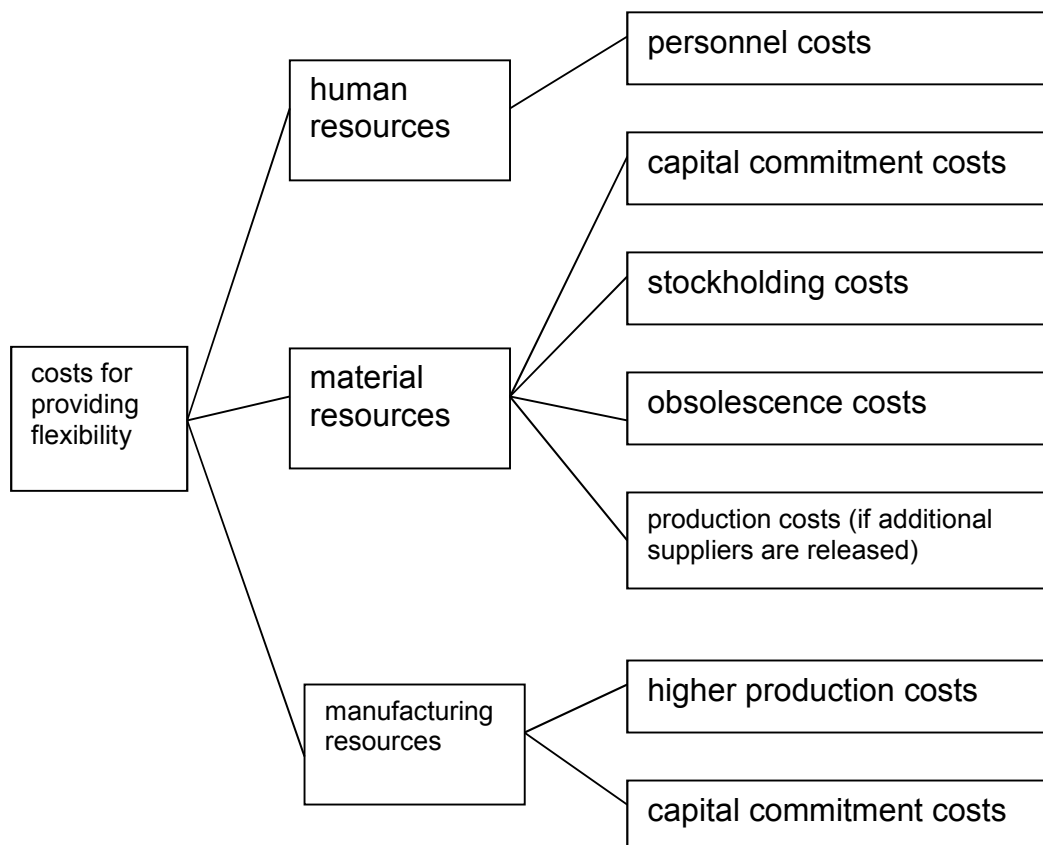 personnel costs
human
resources
capital commitment costs
stockholding costs
costs for
providing
flexibility
material
resources
obsolescence costs
production costs (if additional
suppliers are released)
manufacturing
resources
higher production costs
capital commitment costs